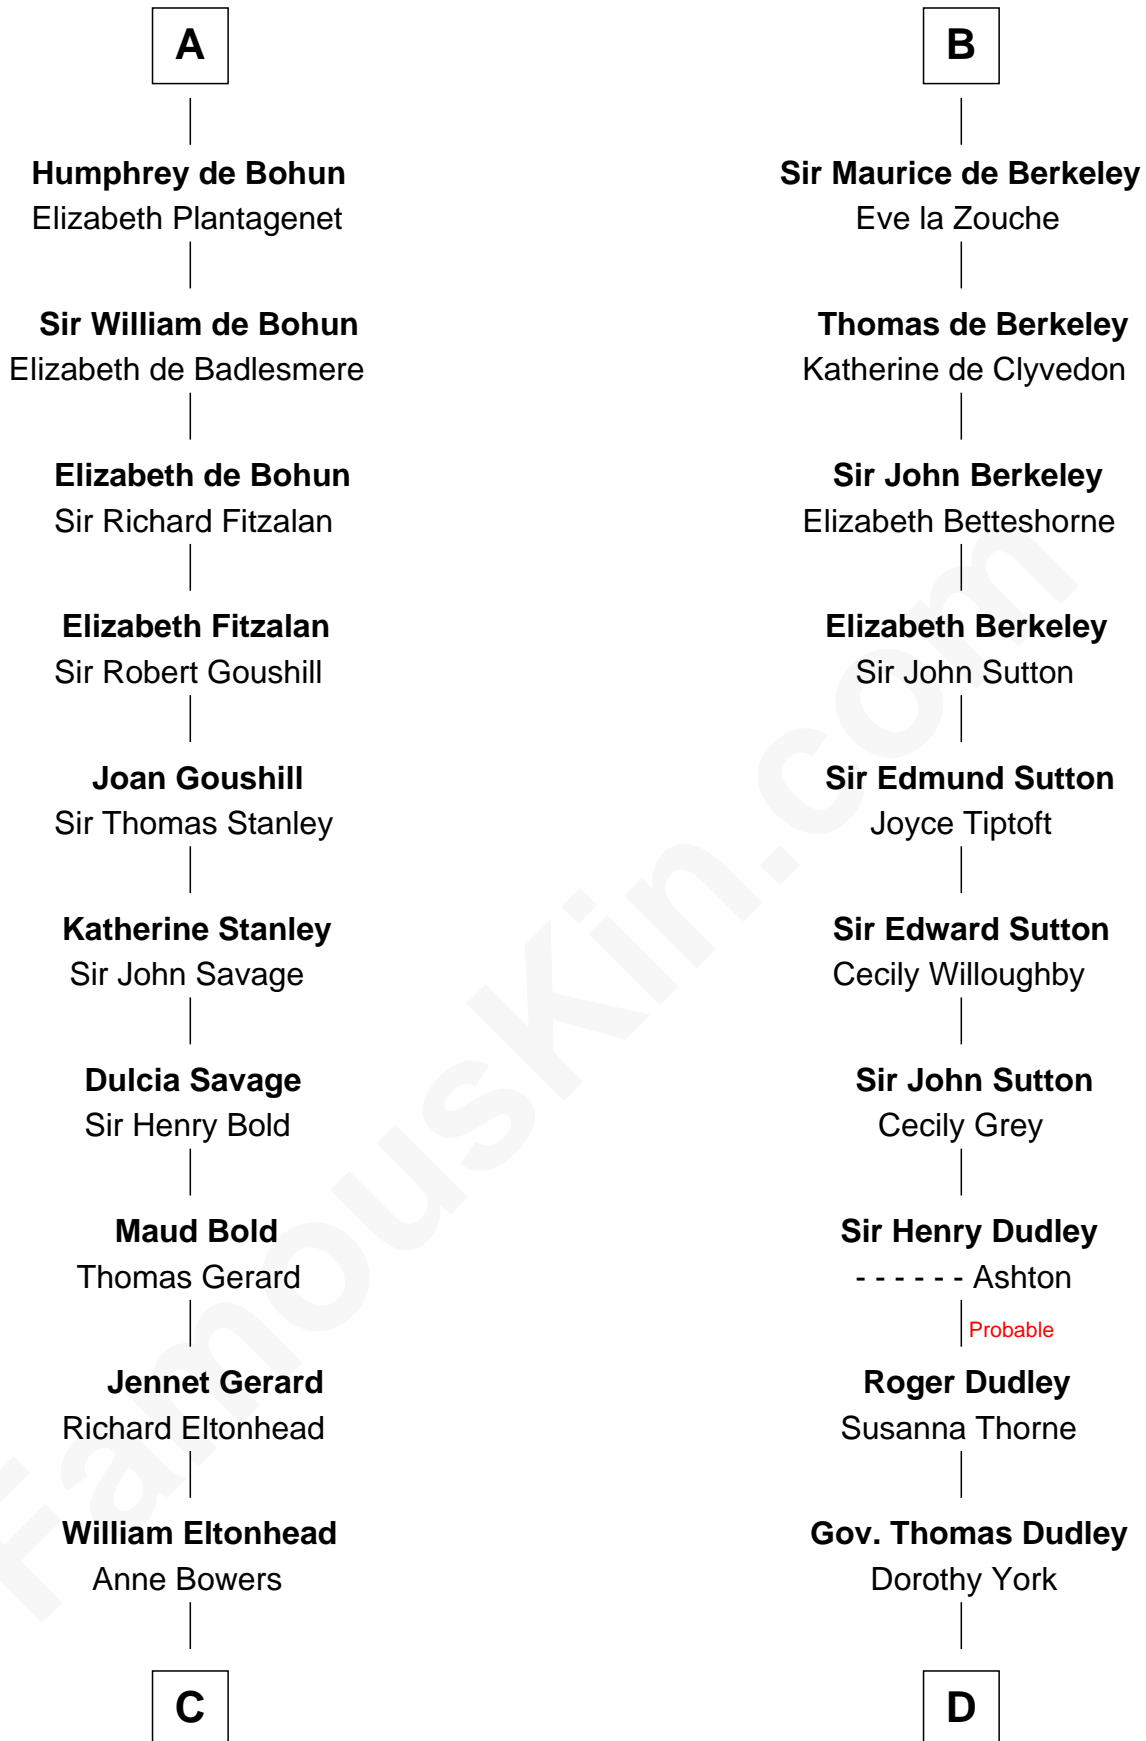 A
Humphrey de Bohun
Elizabeth Plantagenet
Sir William de Bohun
Elizabeth de Badlesmere
Elizabeth de Bohun
Sir Richard Fitzalan
Elizabeth Fitzalan
Sir Robert Goushill
Joan Goushill
Sir Thomas Stanley
Katherine Stanley
Sir John Savage
Dulcia Savage
Sir Henry Bold
Maud Bold
Thomas Gerard
Jennet Gerard
Richard Eltonhead
William Eltonhead
Anne Bowers
C
B
Sir Maurice de Berkeley
Eve la Zouche
Thomas de Berkeley
Katherine de Clyvedon
Sir John Berkeley
Elizabeth Betteshorne
Elizabeth Berkeley
Sir John Sutton
Sir Edmund Sutton
Joyce Tiptoft
Sir Edward Sutton
Cecily Willoughby
Sir John Sutton
Cecily Grey
Sir Henry Dudley
- - - - - - Ashton
Probable
Roger Dudley
Susanna Thorne
Gov. Thomas Dudley
Dorothy York
D
FamousKin.com